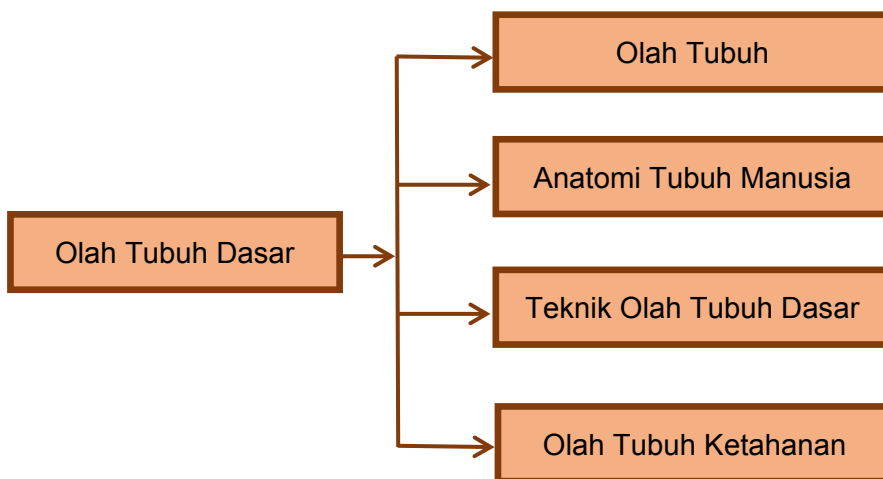 Olah Tubuh
Anatomi Tubuh Manusia
Olah Tubuh Dasar
Teknik Olah Tubuh Dasar
Olah Tubuh Ketahanan